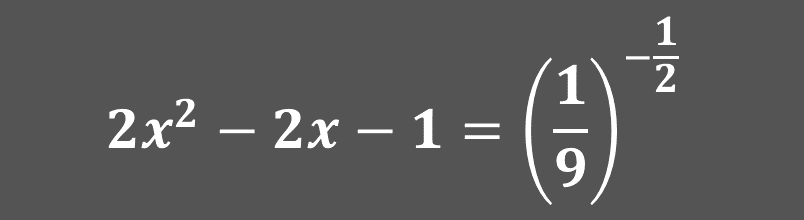 2x² − 2x − 1 = (1/9)^(−1/2)